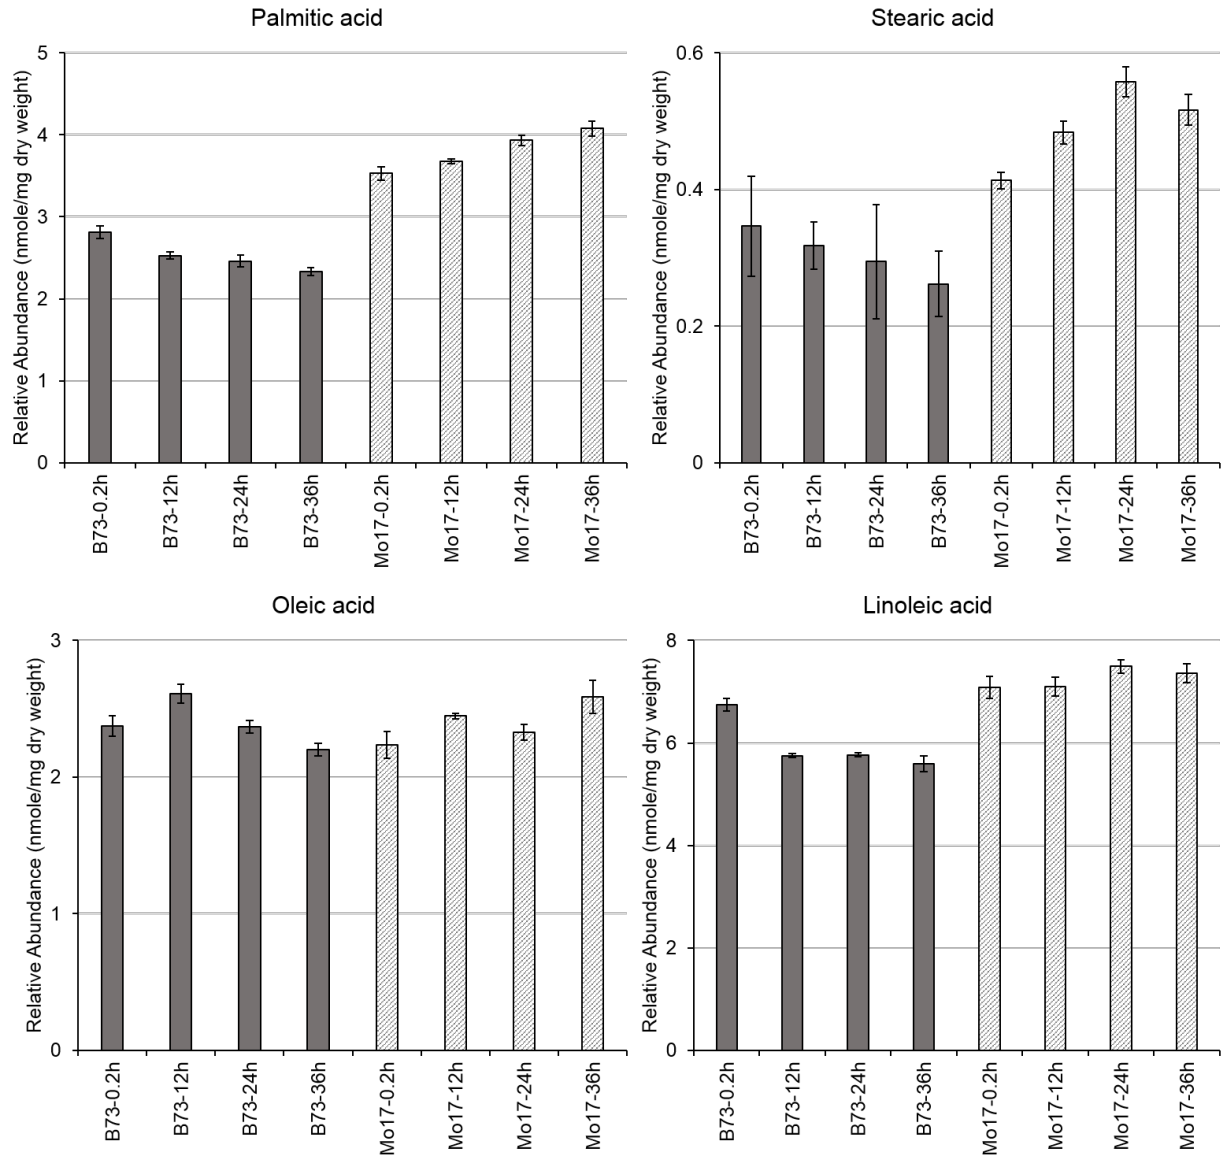 Palmitic acid
Relative Abundance (nmole/mg dry weight)
5
4
3
2
1
0
B73-0.2h
B73-12h
B73-24h
B73-36h
Mo17-0.2h
Mo17-12h
Mo17-24h
Mo17-36h
Stearic acid
Relative Abundance (nmole/mg dry weight)
0.6
0.4
0.2
0
B73-0.2h
B73-12h
B73-24h
B73-36h
Mo17-0.2h
Mo17-12h
Mo17-24h
Mo17-36h
Oleic acid
Relative Abundance (nmole/mg dry weight)
3
2
1
0
B73-0.2h
B73-12h
B73-24h
B73-36h
Mo17-0.2h
Mo17-12h
Mo17-24h
Mo17-36h
Linoleic acid
Relative Abundance (nmole/mg dry weight)
8
6
4
2
0
B73-0.2h
B73-12h
B73-24h
B73-36h
Mo17-0.2h
Mo17-12h
Mo17-24h
Mo17-36h